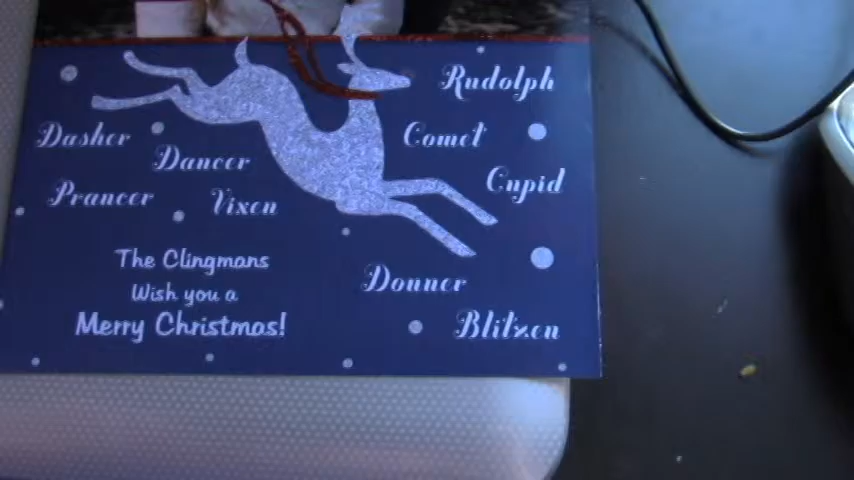 Rudolph
Dasher
Comet
Dancer
Cupid
Prancer
Vixen
The Clingmans
Wish you a
Merry Christmas!
Donner
Blitzen